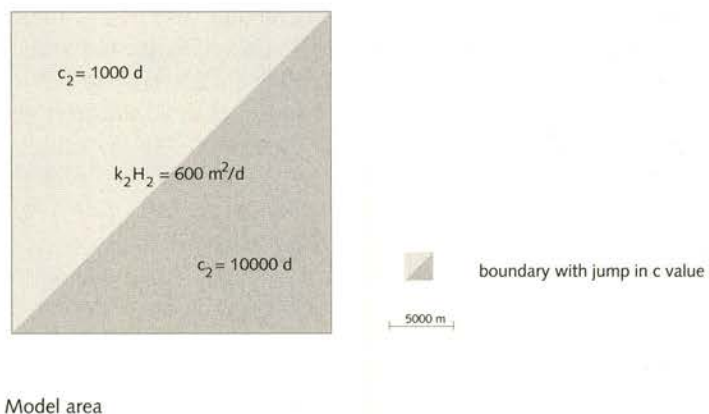 c₂= 1000 d
k₂H₂ = 600 m²/d
c₂= 10000 d
boundary with jump in c value
5000 m
Model area